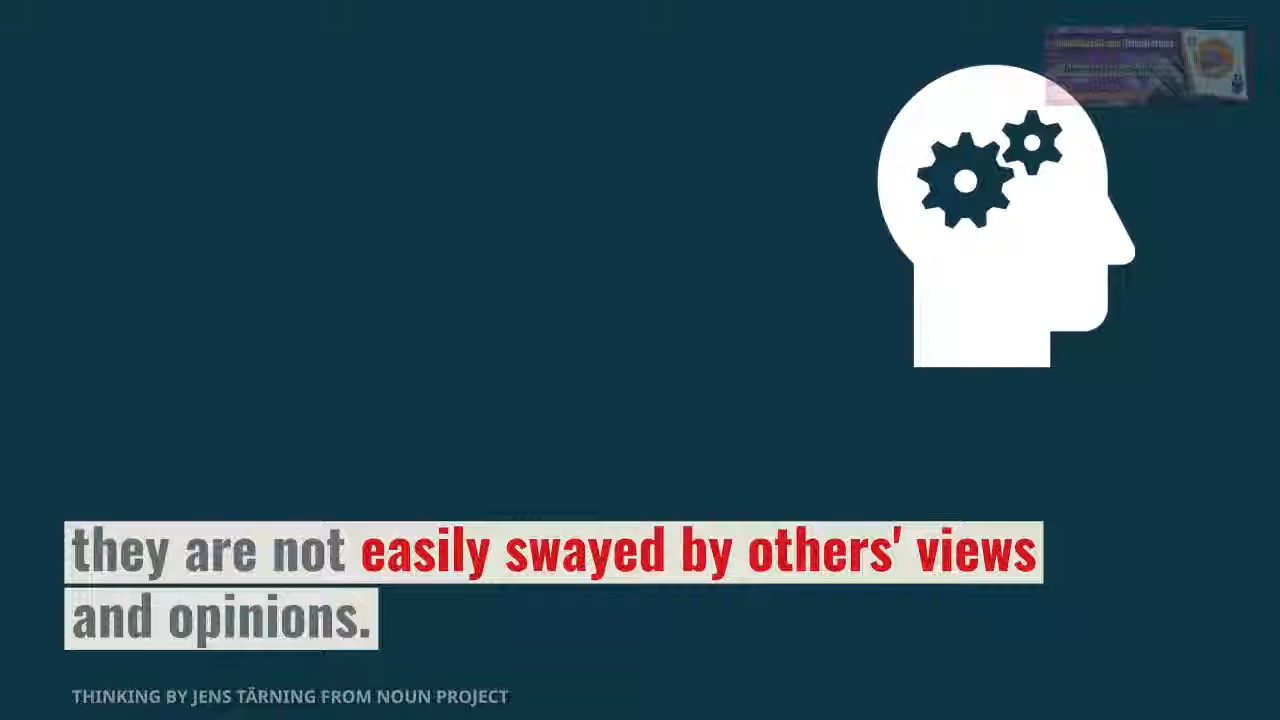 they are not easily swayed by others' views
and opinions.
THINKING BY JENS TÄRNING FROM NOUN PROJECT